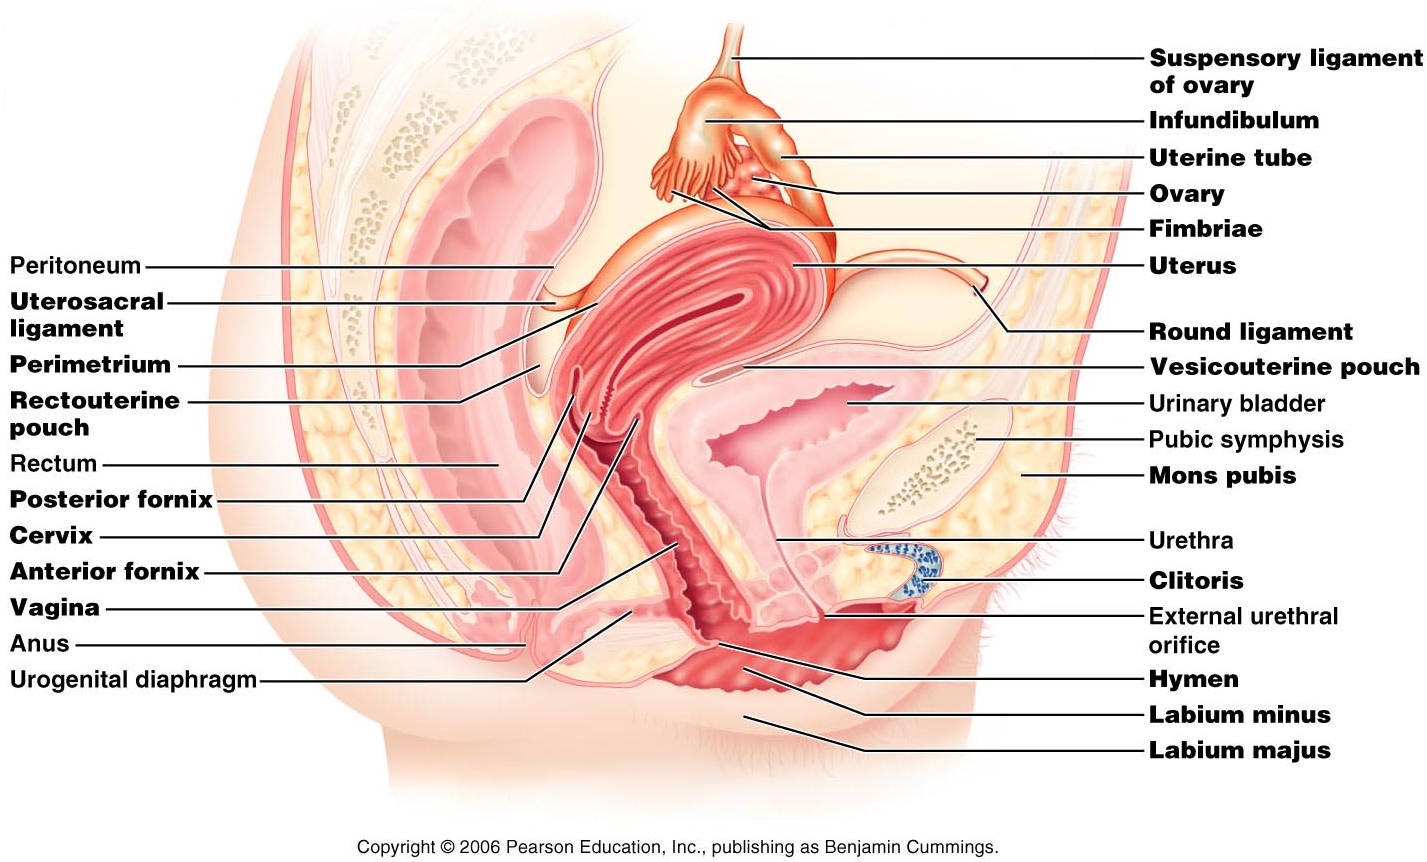 Peritoneum
Uterosacral
ligament
Perimetrium
Rectouterine
pouch
Rectum
Posterior fornix
Cervix
Anterior fornix
Vagina
Anus
Urogenital diaphragm
Suspensory ligament
of ovary
Infundibulum
Uterine tube
Ovary
Fimbriae
Uterus
Round ligament
Vesicouterine pouch
Urinary bladder
Pubic symphysis
Mons pubis
Urethra
Clitoris
External urethral
orifice
Hymen
Labium minus
Labium majus
Copyright © 2006 Pearson Education, Inc., publishing as Benjamin Cummings.